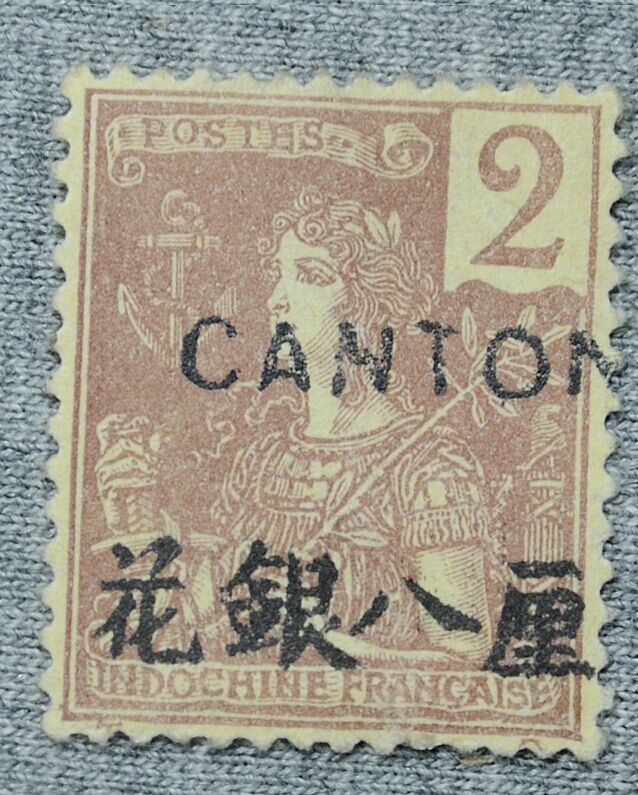 POSTES
2
CANTON
花銀八厘
INDOCHINE FRANÇAISE